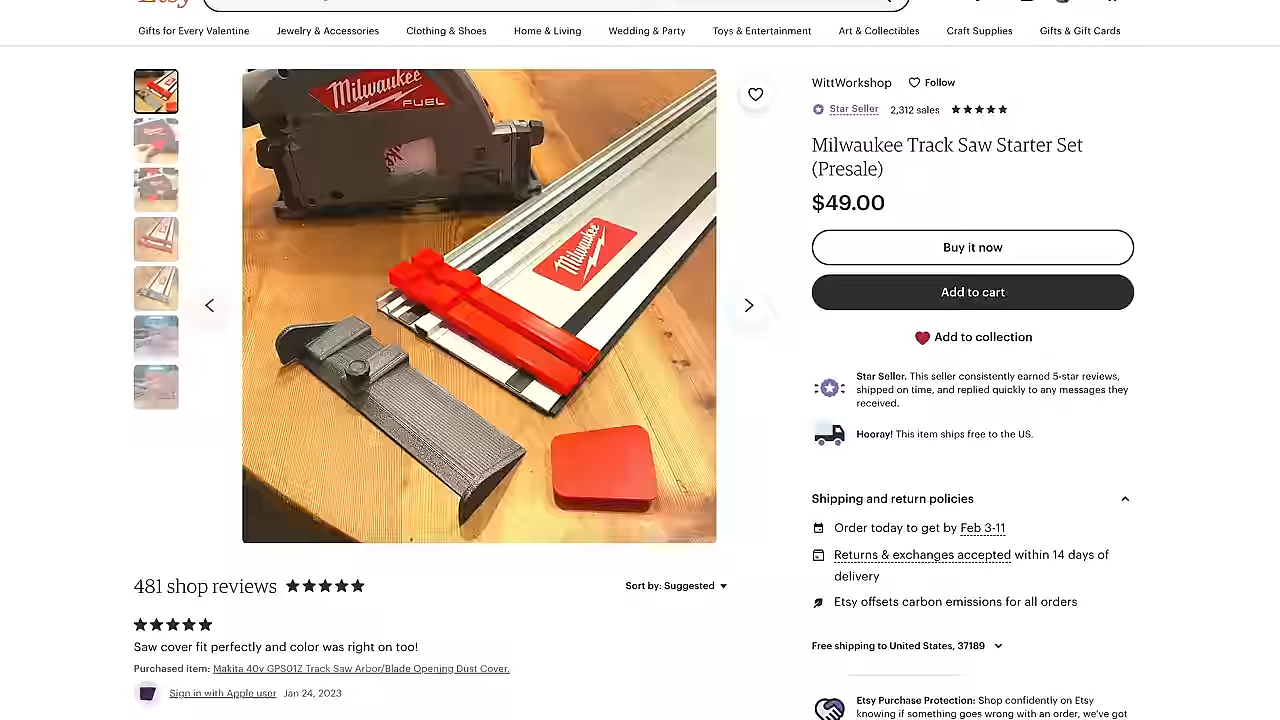 Etsy
Gifts for Every Valentine Jewelry & Accessories Clothing & Shoes Home & Living Wedding & Party Toys & Entertainment Art & Collectibles Craft Supplies Gifts & Gift Cards
WittWorkshop Follow
Star Seller 2,312 sales
Milwaukee Track Saw Starter Set
(Presale)
$49.00
Buy it now
Add to cart
Add to collection
Star Seller. This seller consistently earned 5-star reviews,
shipped on time, and replied quickly to any messages they
received.
Hooray! This item ships free to the US.
Shipping and return policies
Order today to get by Feb 3-11
Returns & exchanges accepted within 14 days of
delivery
Etsy offsets carbon emissions for all orders
Free shipping to United States, 37189
Etsy Purchase Protection: Shop confidently on Etsy
knowing if something goes wrong with an order, we've got
Milwaukee
FUEL
Milwaukee
481 shop reviews Sort by: Suggested
Saw cover fit perfectly and color was right on too!
Purchased item: Makita 40v GPS01Z Track Saw Arbor/Blade Opening Dust Cover.
Sign in with Apple user Jan 24, 2023